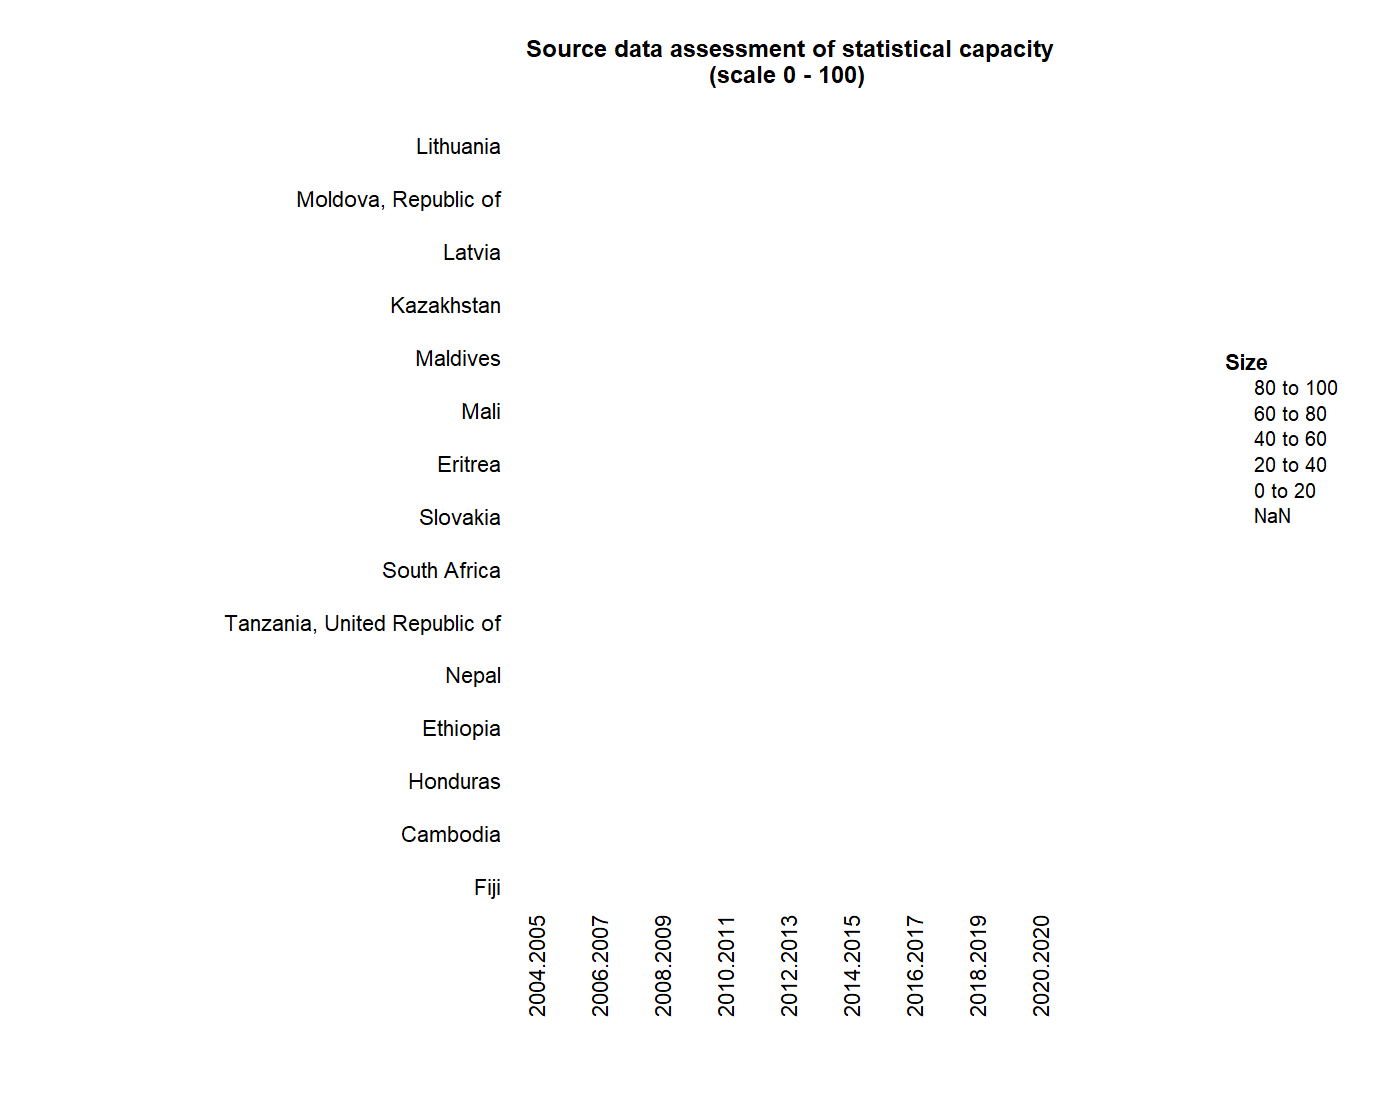 Source data assessment of statistical capacity
(scale 0 - 100)
Lithuania
Moldova, Republic of
Latvia
Kazakhstan
Maldives
Mali
Eritrea
Slovakia
South Africa
Tanzania, United Republic of
Nepal
Ethiopia
Honduras
Cambodia
Fiji
2004.2005
2006.2007
2008.2009
2010.2011
2012.2013
2014.2015
2016.2017
2018.2019
2020.2020
Size
80 to 100
60 to 80
40 to 60
20 to 40
0 to 20
NaN